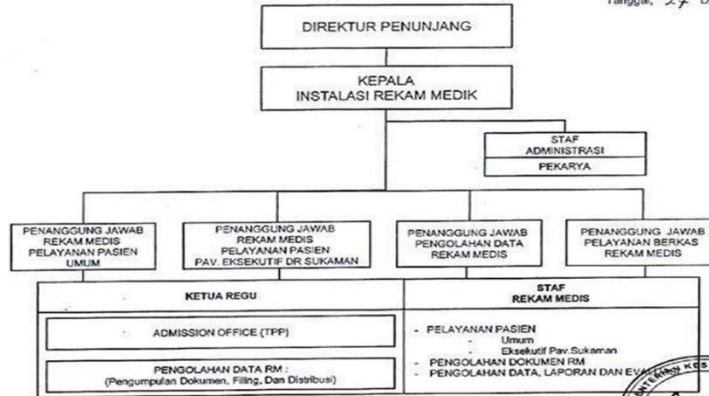 Tanggal, 27
DIREKTUR PENUNJANG
KEPALA
INSTALASI REKAM MEDIK
STAF
ADMINISTRASI
PEKARYA
PENANGGUNG JAWAB
REKAM MEDIS
PELAYANAN PASIEN
UMUM
PENANGGUNG JAWAB
REKAM MEDIS
PELAYANAN PASIEN
PAV. EKSEKUTIF DR SUKAMAN
PENANGGUNG JAWAB
PENGOLAHAN DATA
REKAM MEDIS
PENANGGUNG JAWAB
PELAYANAN BERKAS
REKAM MEDIS
KETUA REGU
ADMISSION OFFICE (TPP)
PENGOLAHAN DATA RM :
(Pengumpulan Dokumen, Filing, Dan Distribusi)
STAF
REKAM MEDIS
- PELAYANAN PASIEN
- Umum
- Eksekutif Pav.Sukaman
- PENGOLAHAN DOKUMEN RM
- PENGOLAHAN DATA, LAPORAN DAN